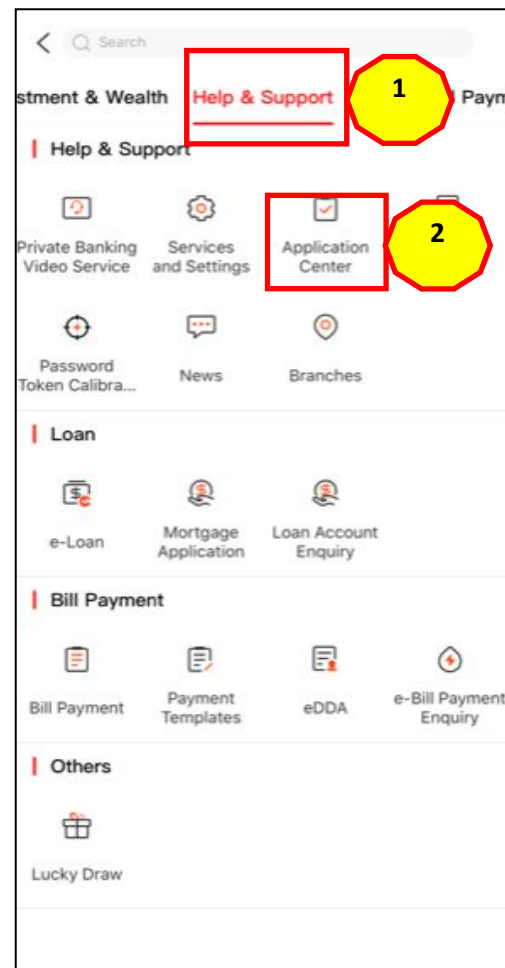 Search
stment & Wealth Help & Support 1 Paym
Help & Support
Private Banking Services Application 2
Video Service and Settings Center
Password News Branches
Token Calibra...
Loan
e-Loan Mortgage Loan Account
Application Enquiry
Bill Payment
Bill Payment Payment eDDA e-Bill Payment
Templates Enquiry
Others
Lucky Draw